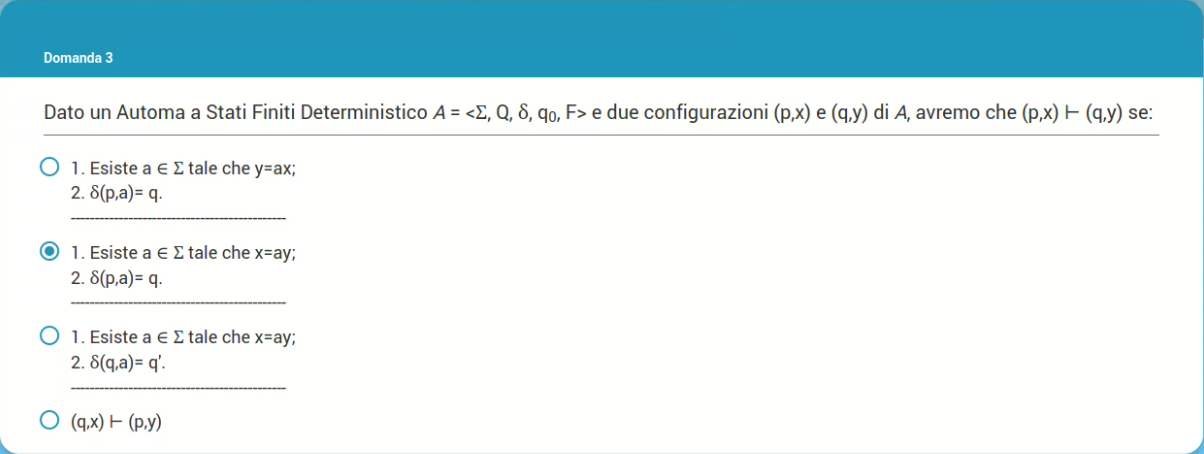 Domanda 3
Dato un Automa a Stati Finiti Deterministico A = <Σ, Q, δ, q₀, F> e due configurazioni (p,x) e (q,y) di A, avremo che (p,x) ⊢ (q,y) se:
1. Esiste a ∈ Σ tale che y=ax;
2. δ(p,a)= q.
--------------------------------------------
1. Esiste a ∈ Σ tale che x=ay;
2. δ(p,a)= q.
--------------------------------------------
1. Esiste a ∈ Σ tale che x=ay;
2. δ(q,a)= q'.
--------------------------------------------
(q,x) ⊢ (p,y)